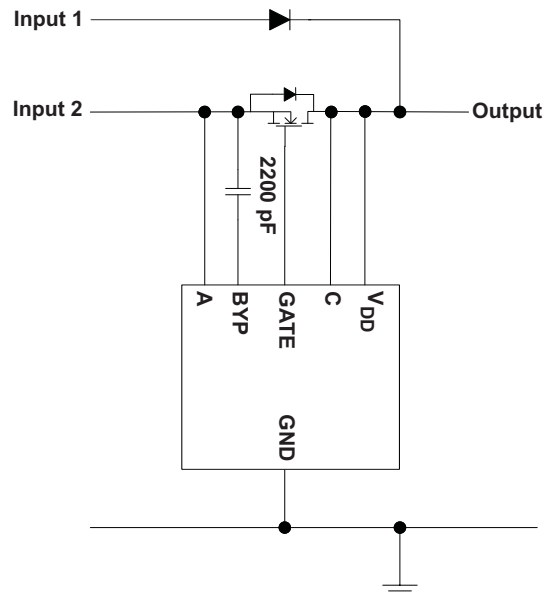 Input 1
Input 2
Output
2200 pF
A
BYP
GATE
C
VDD
GND